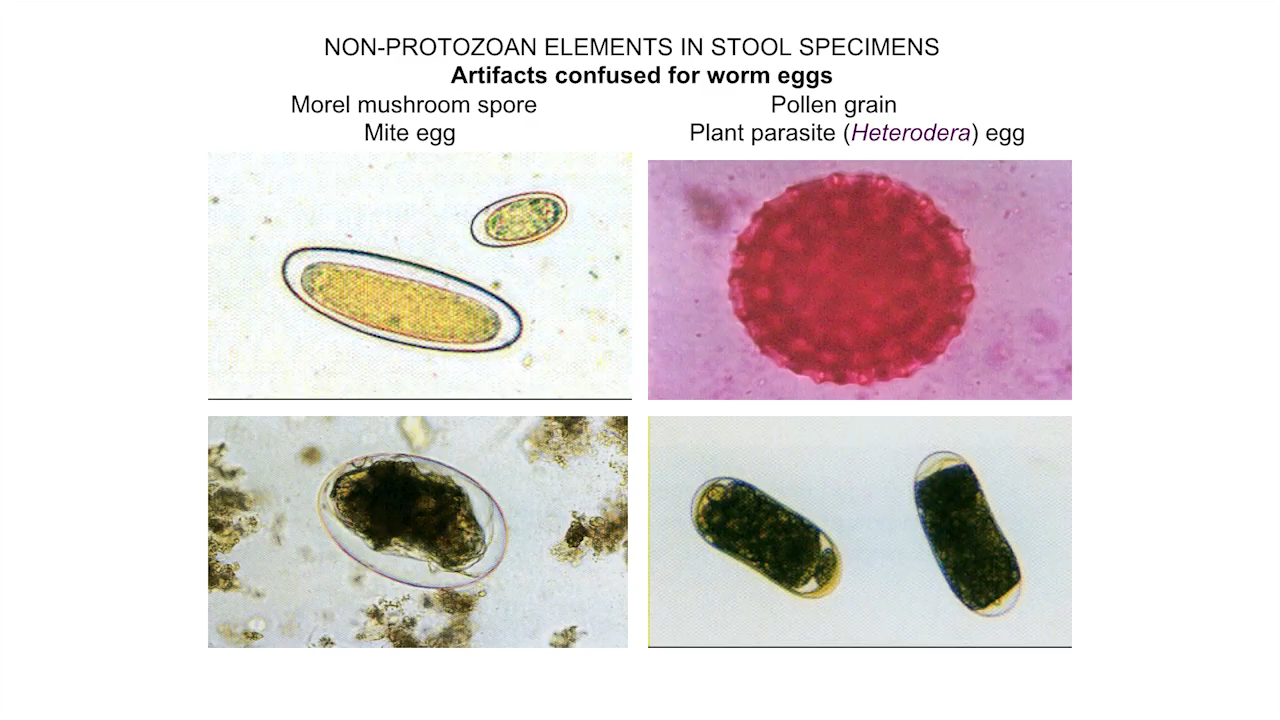 NON-PROTOZOAN ELEMENTS IN STOOL SPECIMENS
Artifacts confused for worm eggs
Morel mushroom spore
Mite egg
Pollen grain
Plant parasite (Heterodera) egg